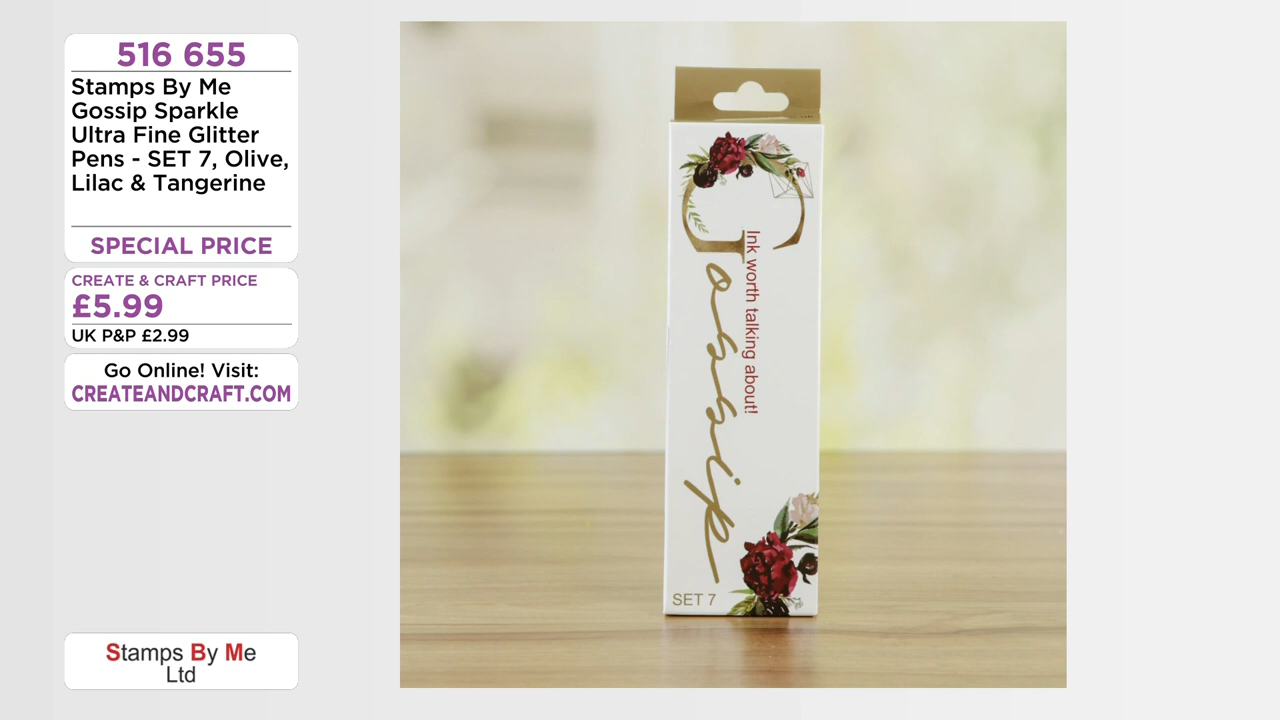 516 655
Stamps By Me
Gossip Sparkle
Ultra Fine Glitter
Pens - SET 7, Olive,
Lilac & Tangerine
SPECIAL PRICE
CREATE & CRAFT PRICE
£5.99
UK P&P £2.99
Go Online! Visit:
CREATEANDCRAFT.COM
Stamps By Me
Ltd
Gossip
Ink worth talking about!
SET 7